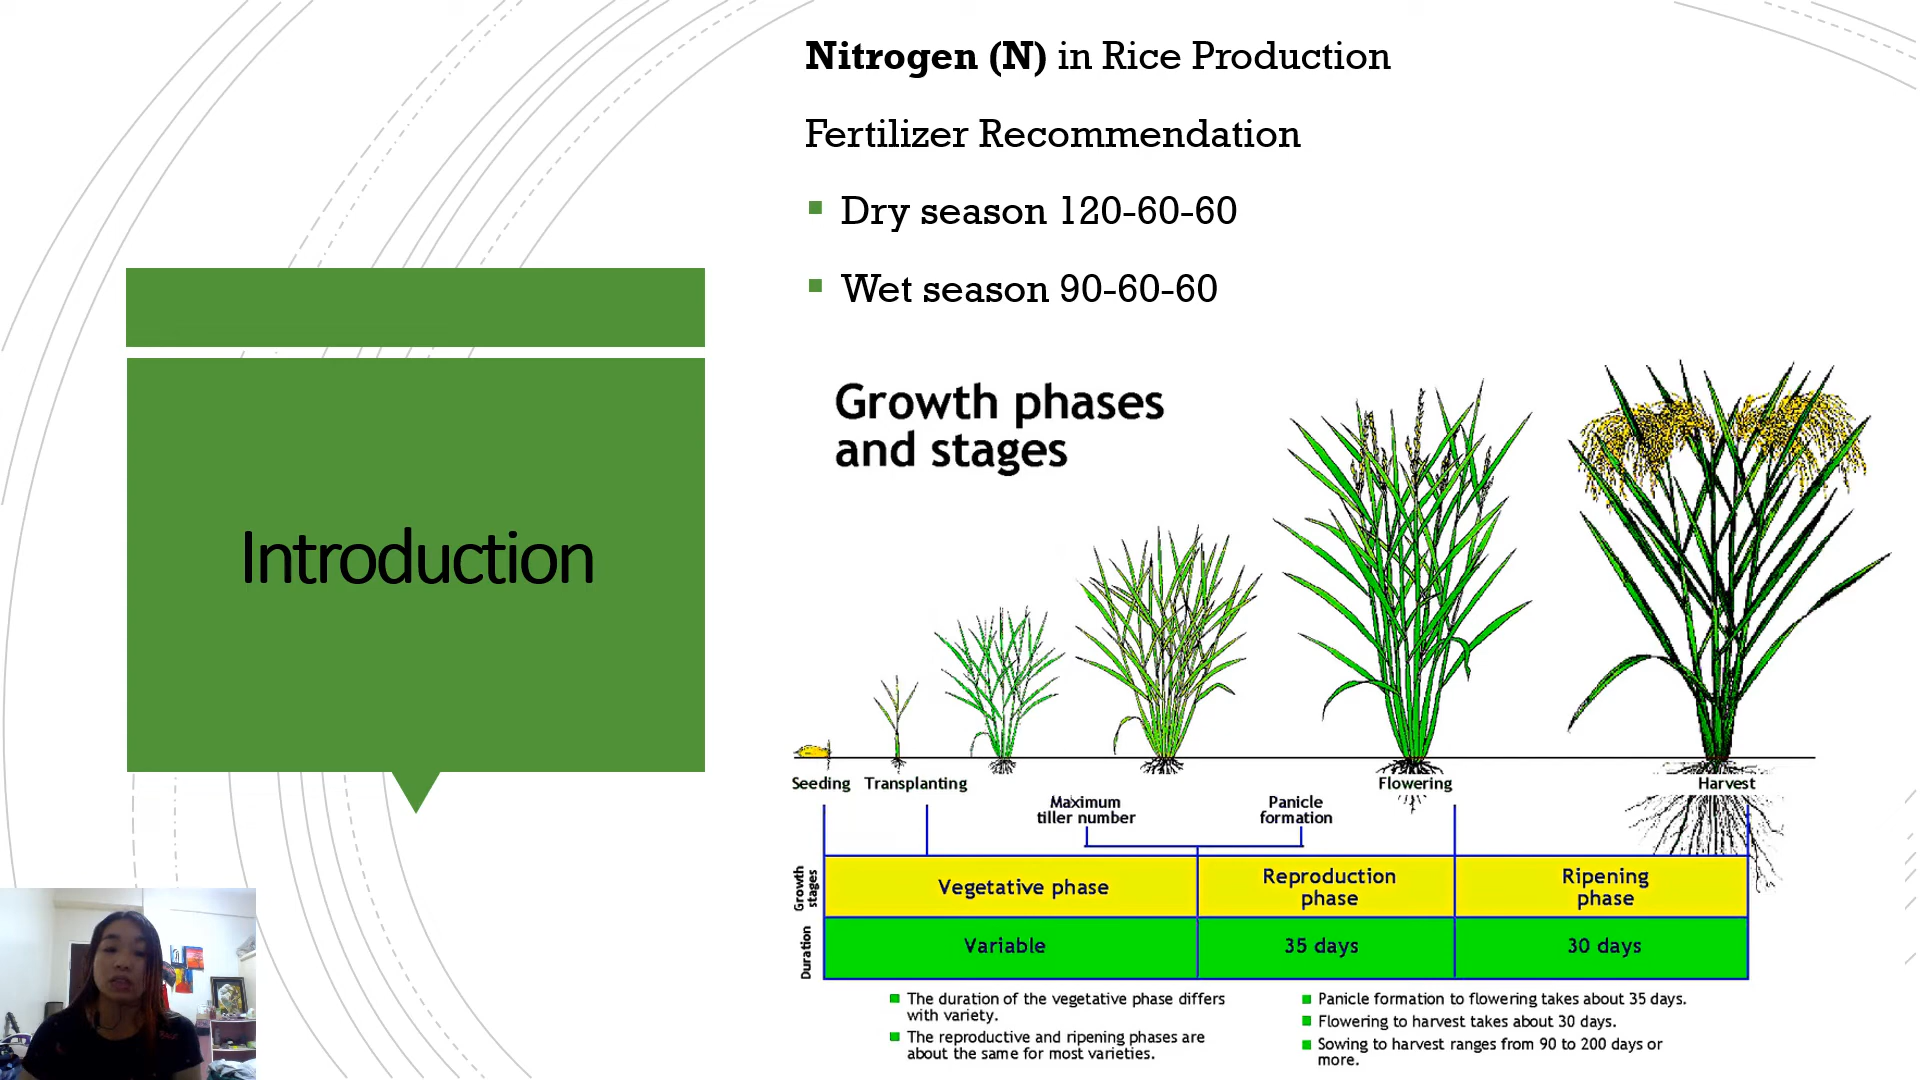 Nitrogen (N) in Rice Production
Fertilizer Recommendation
Dry season 120-60-60
Wet season 90-60-60
Introduction
Growth phases
and stages
Seeding
Transplanting
Maximum
tiller number
Panicle
formation
Flowering
Harvest
Growth
stages
Vegetative phase
Reproduction
phase
Ripening
phase
Duration
Variable
35 days
30 days
The duration of the vegetative phase differs
with variety.
The reproductive and ripening phases are
about the same for most varieties.
Panicle formation to flowering takes about 35 days.
Flowering to harvest takes about 30 days.
Sowing to harvest ranges from 90 to 200 days or
more.